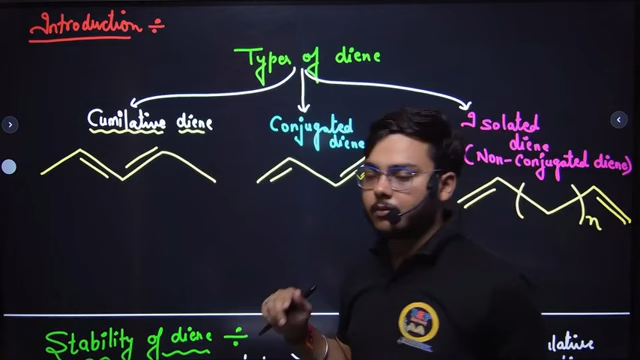 Introduction ÷
Types of diene
Cumilative diene
Conjugated
diene
Isolated
diene
(Non-Conjugated diene)
n
Stability of diene ÷